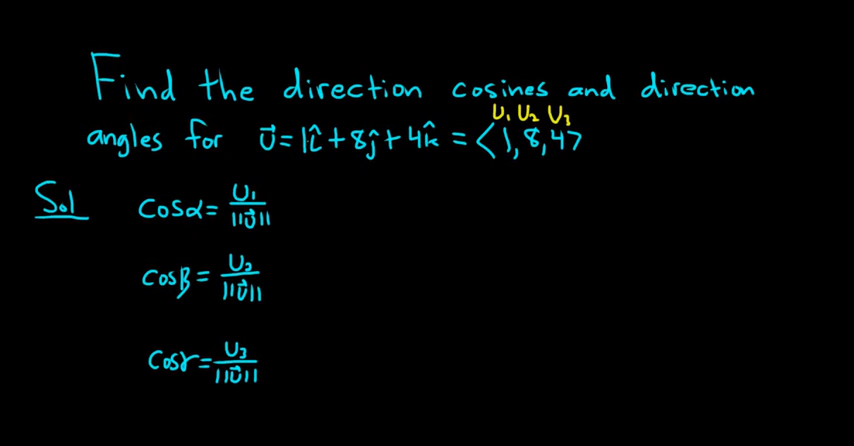 Find the direction cosines and direction
U₁ U₂ U₃
angles for u⃗ = 1î + 8ĵ + 4k̂ = <1, 8, 4>
Sol cosα = U₁/||u⃗||
cosβ = U₂/||u⃗||
cosγ = U₃/||u⃗||